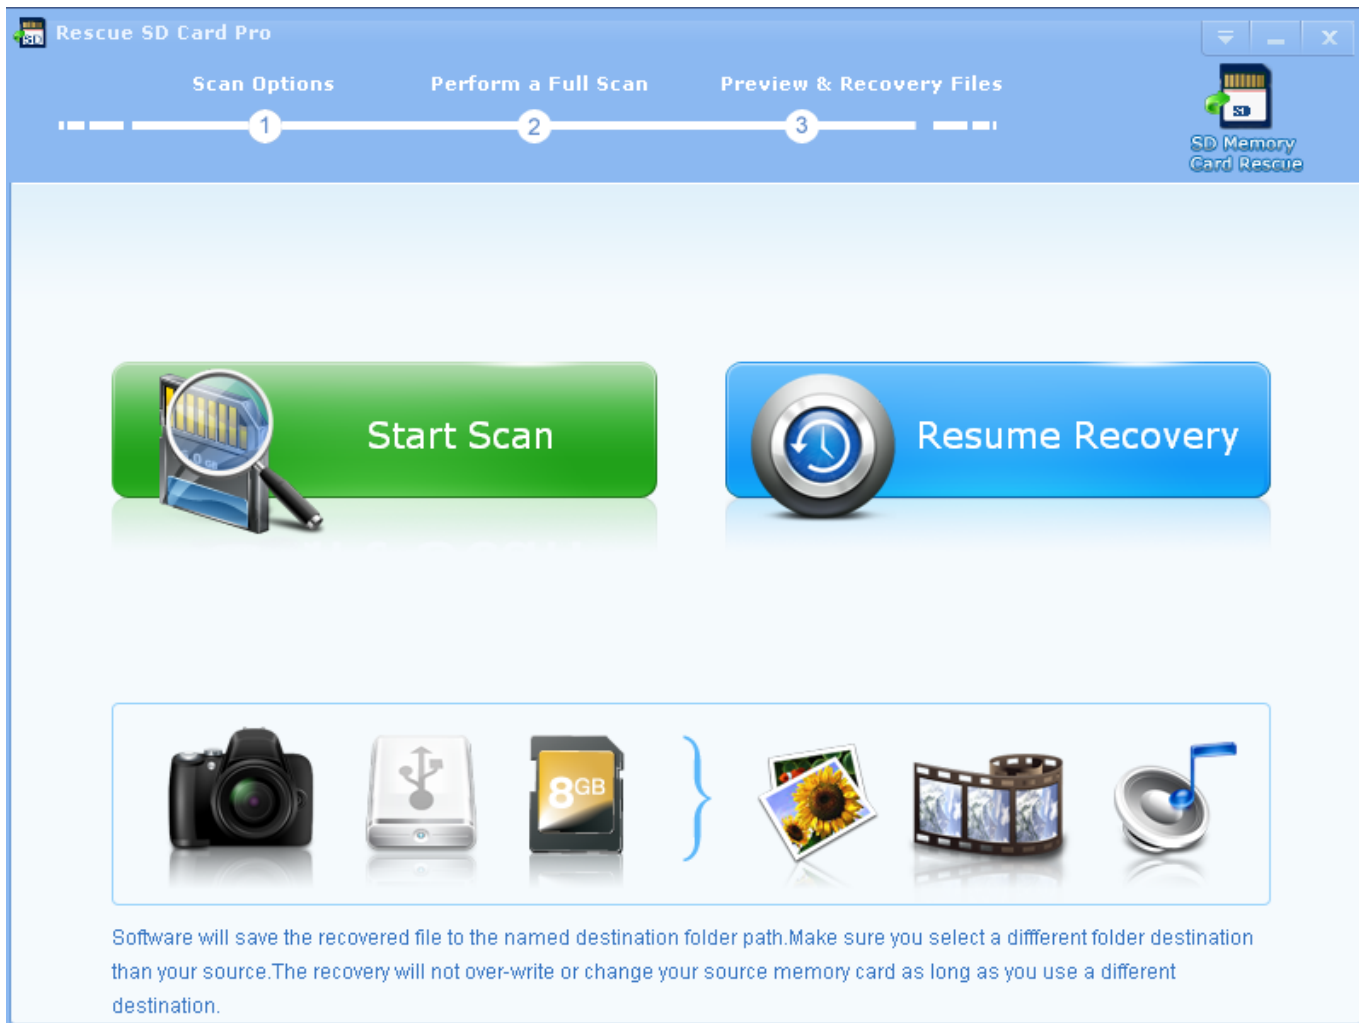 Rescue SD Card Pro
Scan Options
Perform a Full Scan
Preview & Recovery Files
1
2
3
SD
SD Memory
Card Rescue
Start Scan
Resume Recovery
8GB
Software will save the recovered file to the named destination folder path.Make sure you select a diffferent folder destination
than your source.The recovery will not over-write or change your source memory card as long as you use a different
destination.